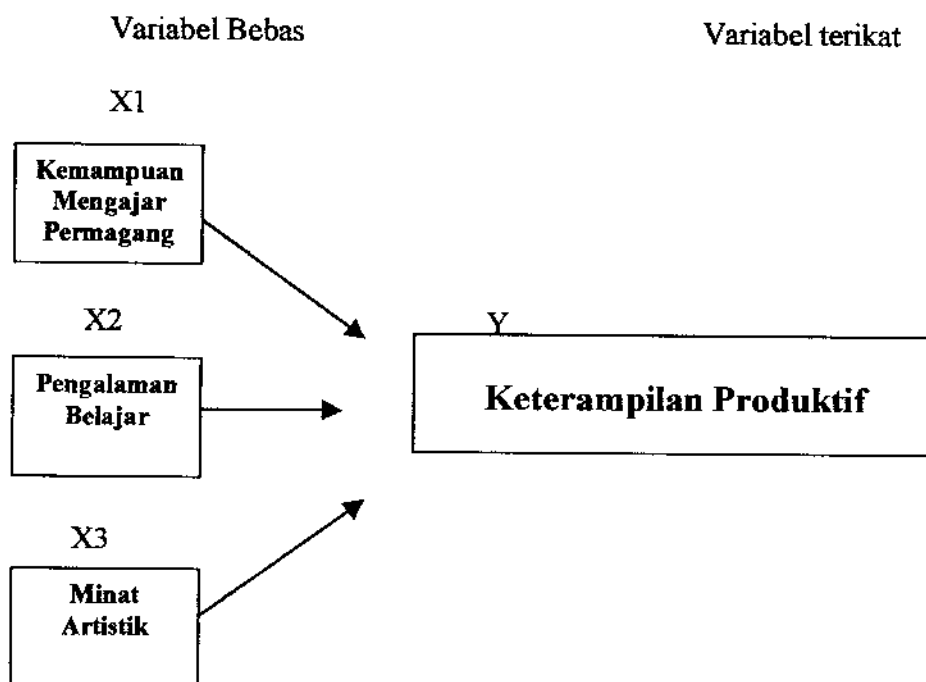 Variabel Bebas
Variabel terikat
X1
Kemampuan
Mengajar
Permagang
X2
Pengalaman
Belajar
Y
Keterampilan Produktif
X3
Minat
Artistik